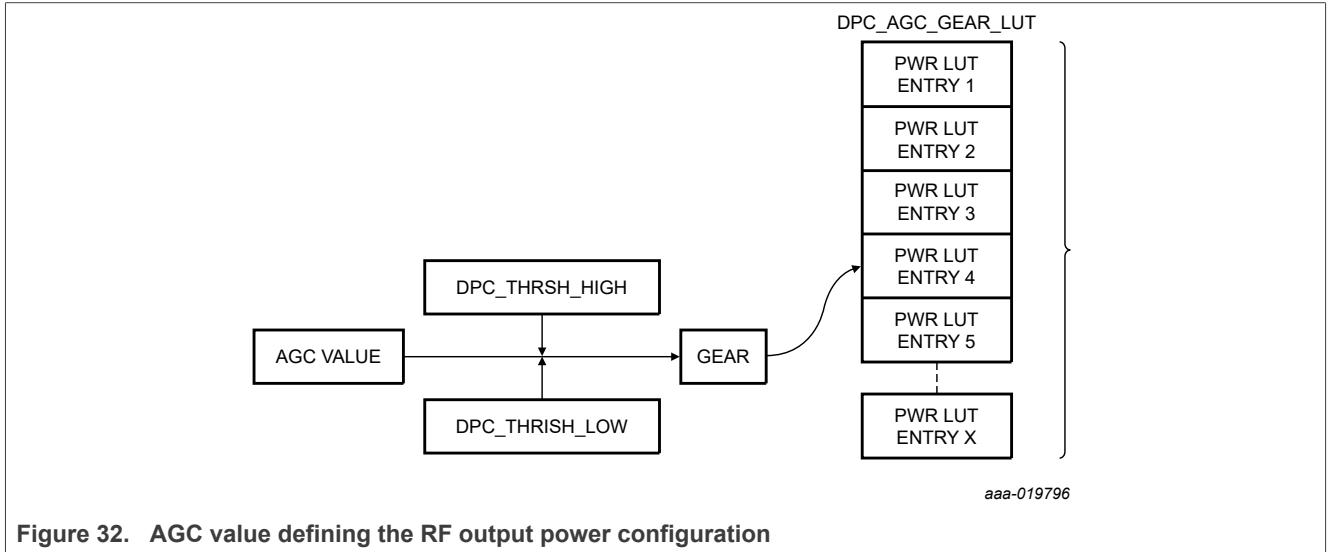 DPC_AGC_GEAR_LUT
PWR LUT
ENTRY 1
PWR LUT
ENTRY 2
PWR LUT
ENTRY 3
PWR LUT
ENTRY 4
PWR LUT
ENTRY 5
PWR LUT
ENTRY X
DPC_THRSH_HIGH
AGC VALUE
GEAR
DPC_THRISH_LOW
aaa-019796
Figure 32. AGC value defining the RF output power configuration